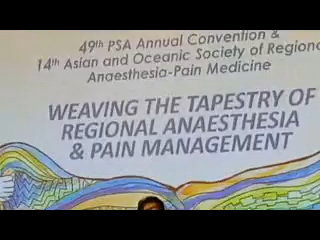 49th PSA Annual Convention &
14th Asian and Oceanic Society of Regiona
Anaesthesia-Pain Medicine
WEAVING THE TAPESTRY OF
REGIONAL ANAESTHESIA
& PAIN MANAGEMENT